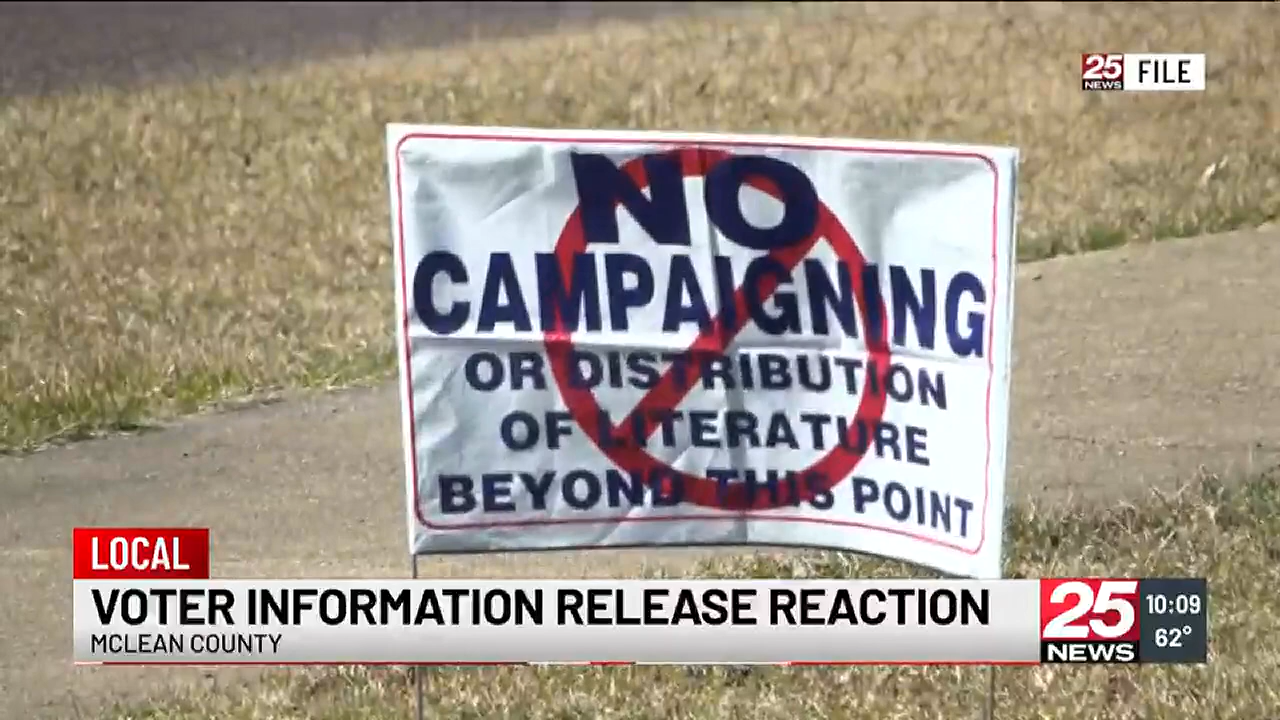 25
NEWS
FILE
NO
CAMPAIGNING
OR DISTRIBUTION
OF LITERATURE
BEYOND THIS POINT
LOCAL
VOTER INFORMATION RELEASE REACTION
MCLEAN COUNTY
25
NEWS
10:09
62°